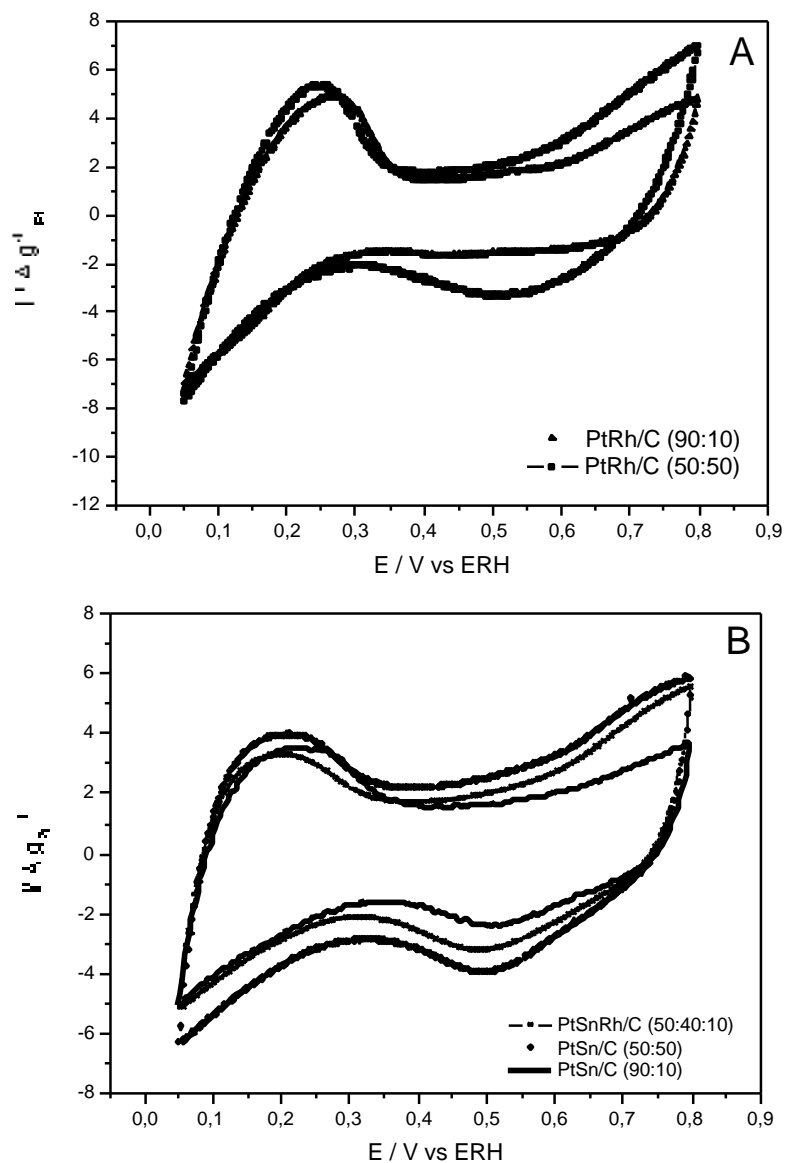 A
8
6
4
2
0
-2
-4
-6
-8
-10
-12
PtRh/C (90:10)
PtRh/C (50:50)
0,0 0,1 0,2 0,3 0,4 0,5 0,6 0,7 0,8 0,9
E / V vs ERH
B
8
6
4
2
0
-2
-4
-6
-8
PtSnRh/C (50:40:10)
PtSn/C (50:50)
PtSn/C (90:10)
0,0 0,1 0,2 0,3 0,4 0,5 0,6 0,7 0,8 0,9
E / V vs ERH